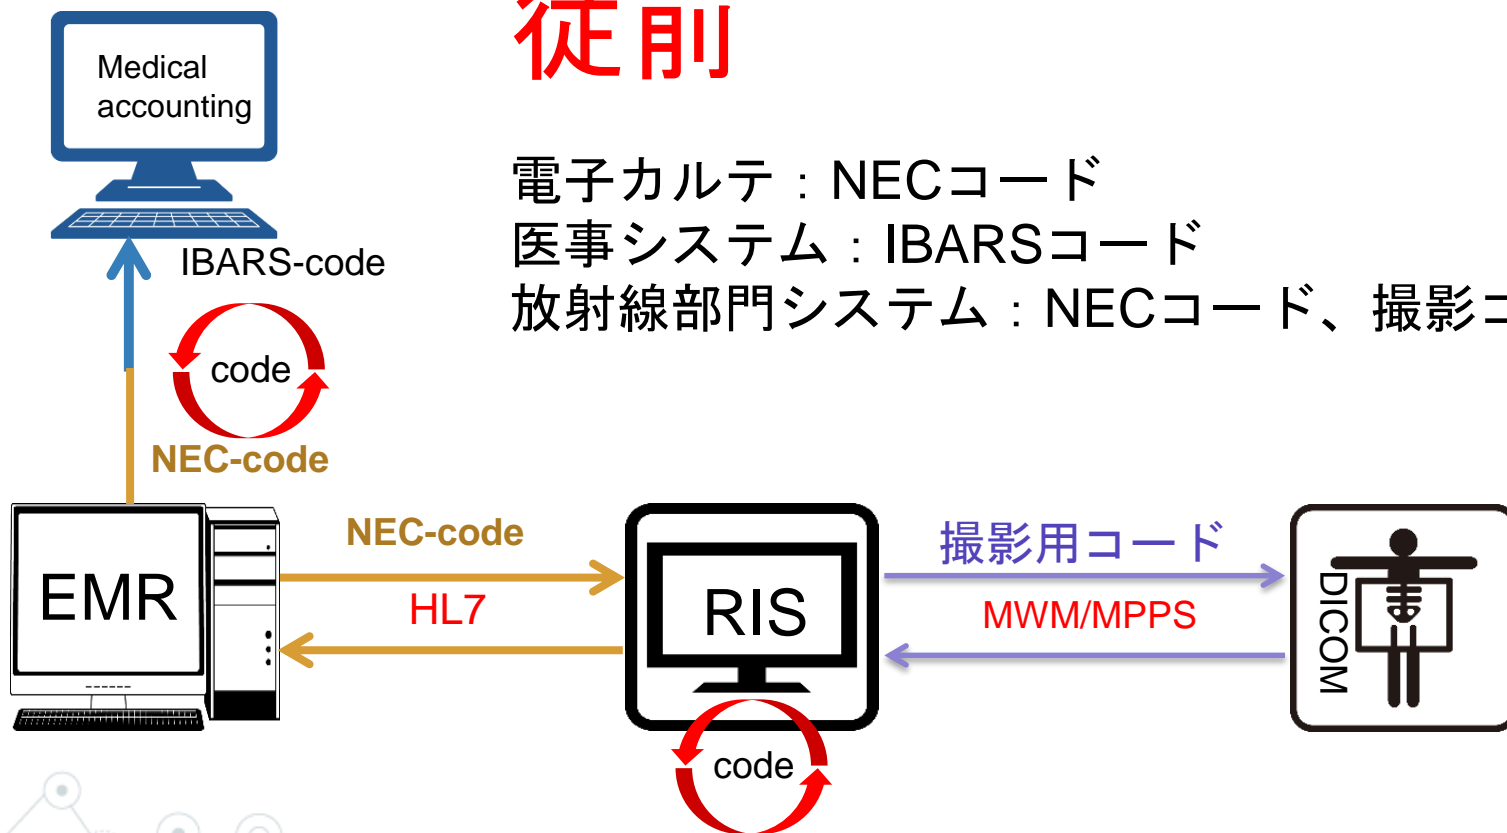 従前
Medical
accounting
電子カルテ：NECコード
医事システム：IBARSコード
放射線部門システム：NECコード、撮影コ
IBARS-code
code
NEC-code
NEC-code
撮影用コード
EMR
HL7
RIS
MWM/MPPS
DICOM
code